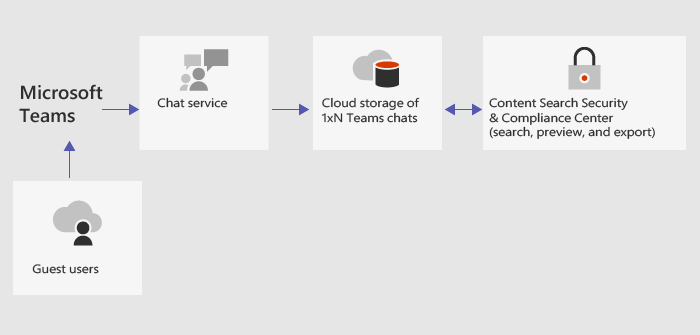 Microsoft
Teams
Chat service
Cloud storage of
1xN Teams chats
Content Search Security
& Compliance Center
(search, preview, and export)
Guest users